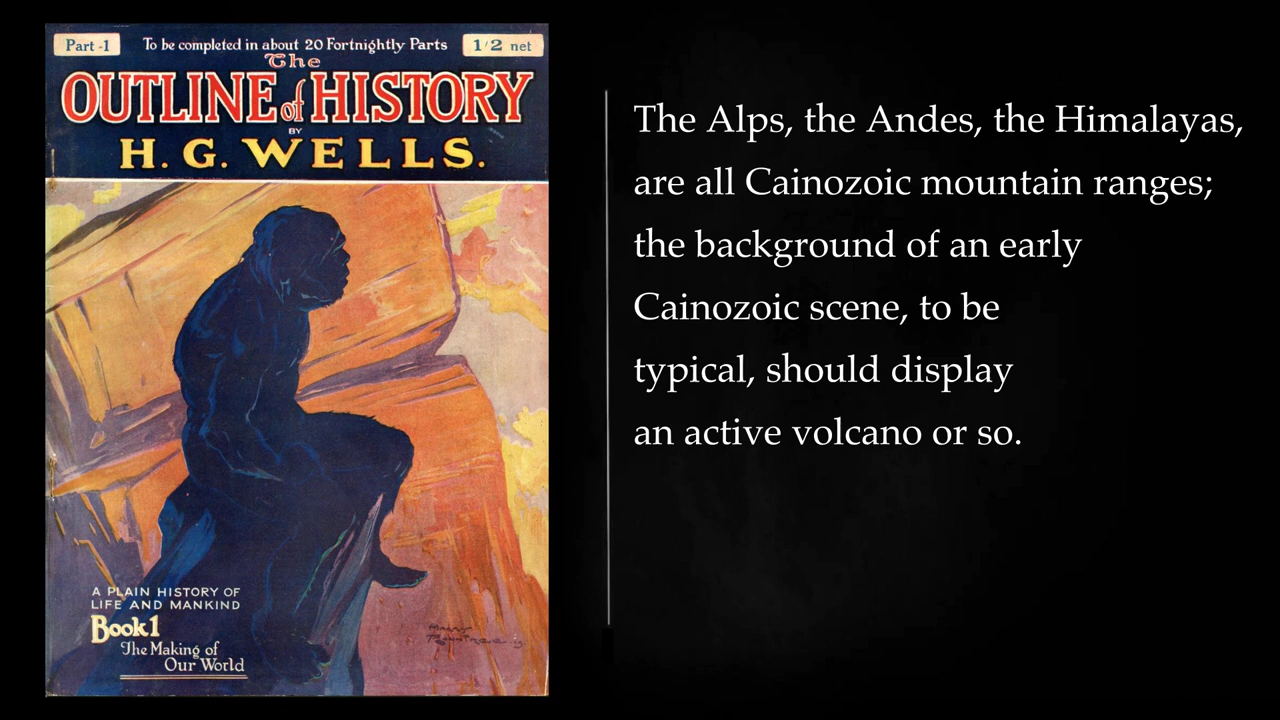 Part -1
To be completed in about 20 Fortnightly Parts
1/2 net
The
OUTLINE of HISTORY
BY
H. G. WELLS.
A PLAIN HISTORY OF
LIFE AND MANKIND
Book 1
The Making of
Our World
The Alps, the Andes, the Himalayas,
are all Cainozoic mountain ranges;
the background of an early
Cainozoic scene, to be
typical, should display
an active volcano or so.